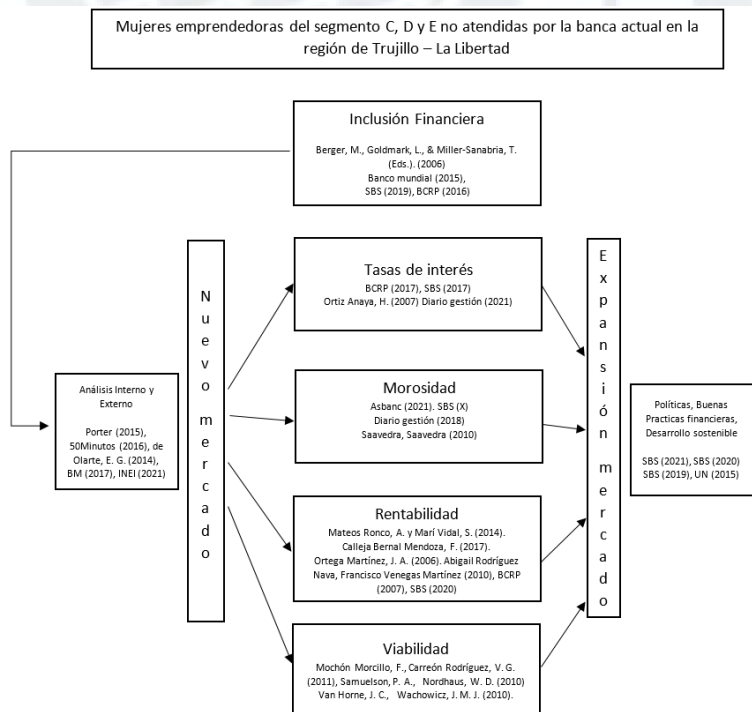 Mujeres emprendedoras del segmento C, D y E no atendidas por la banca actual en la
región de Trujillo – La Libertad
Inclusión Financiera
Berger, M., Goldmark, L., & Miller-Sanabria, T.
(Eds.). (2006)
Banco mundial (2015),
SBS (2019), BCRP (2016)
Análisis Interno y
Externo
Porter (2015),
50Minutos (2016), de
Olarte, E. G. (2014),
BM (2017), INEI (2021)
Nuevo mercado
Tasas de interés
BCRP (2017), SBS (2017)
Ortiz Anaya, H. (2007) Diario gestión (2021)
Morosidad
Asbanc (2021). SBS (X)
Diario gestión (2018)
Saavedra, Saavedra (2010)
Rentabilidad
Mateos Ronco, A. y Marí Vidal, S. (2014).
Calleja Bernal Mendoza, F. (2017).
Ortega Martínez, J. A. (2006). Abigail Rodríguez
Nava, Francisco Venegas Martínez (2010), BCRP
(2007), SBS (2020)
Viabilidad
Mochón Morcillo, F., Carreón Rodríguez, V. G.
(2011), Samuelson, P. A., Nordhaus, W. D. (2010)
Van Horne, J. C., Wachowicz, J. M. J. (2010).
Expansión mercado
Políticas, Buenas
Practicas financieras,
Desarrollo sostenible
SBS (2021), SBS (2020)
SBS (2019), UN (2015)